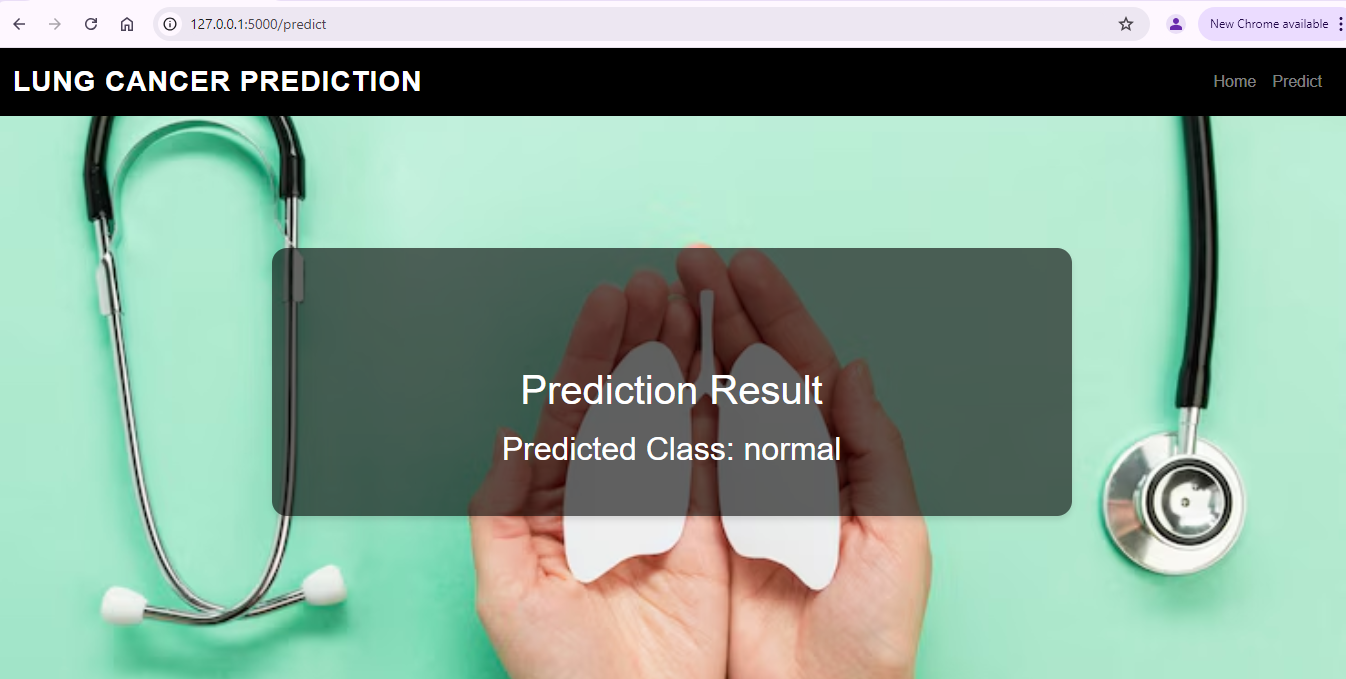 127.0.0.1:5000/predict
New Chrome available
LUNG CANCER PREDICTION
Home
Predict
Prediction Result
Predicted Class: normal